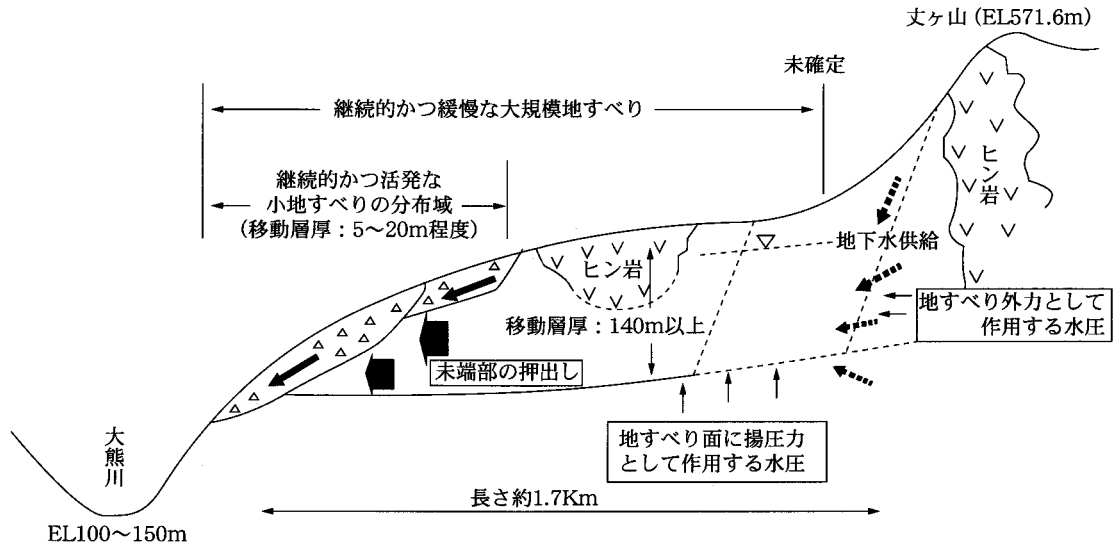 丈ヶ山 (EL571.6m)
未確定
継続的かつ緩慢な大規模地すべり
継続的かつ活発な
小地すべりの分布域
(移動層厚:5〜20m程度)
ヒン岩
ヒン岩
地下水供給
移動層厚:140m以上
地すべり外力として
作用する水圧
末端部の押出し
地すべり面に揚圧力
として作用する水圧
大熊川
長さ約1.7Km
EL100〜150m